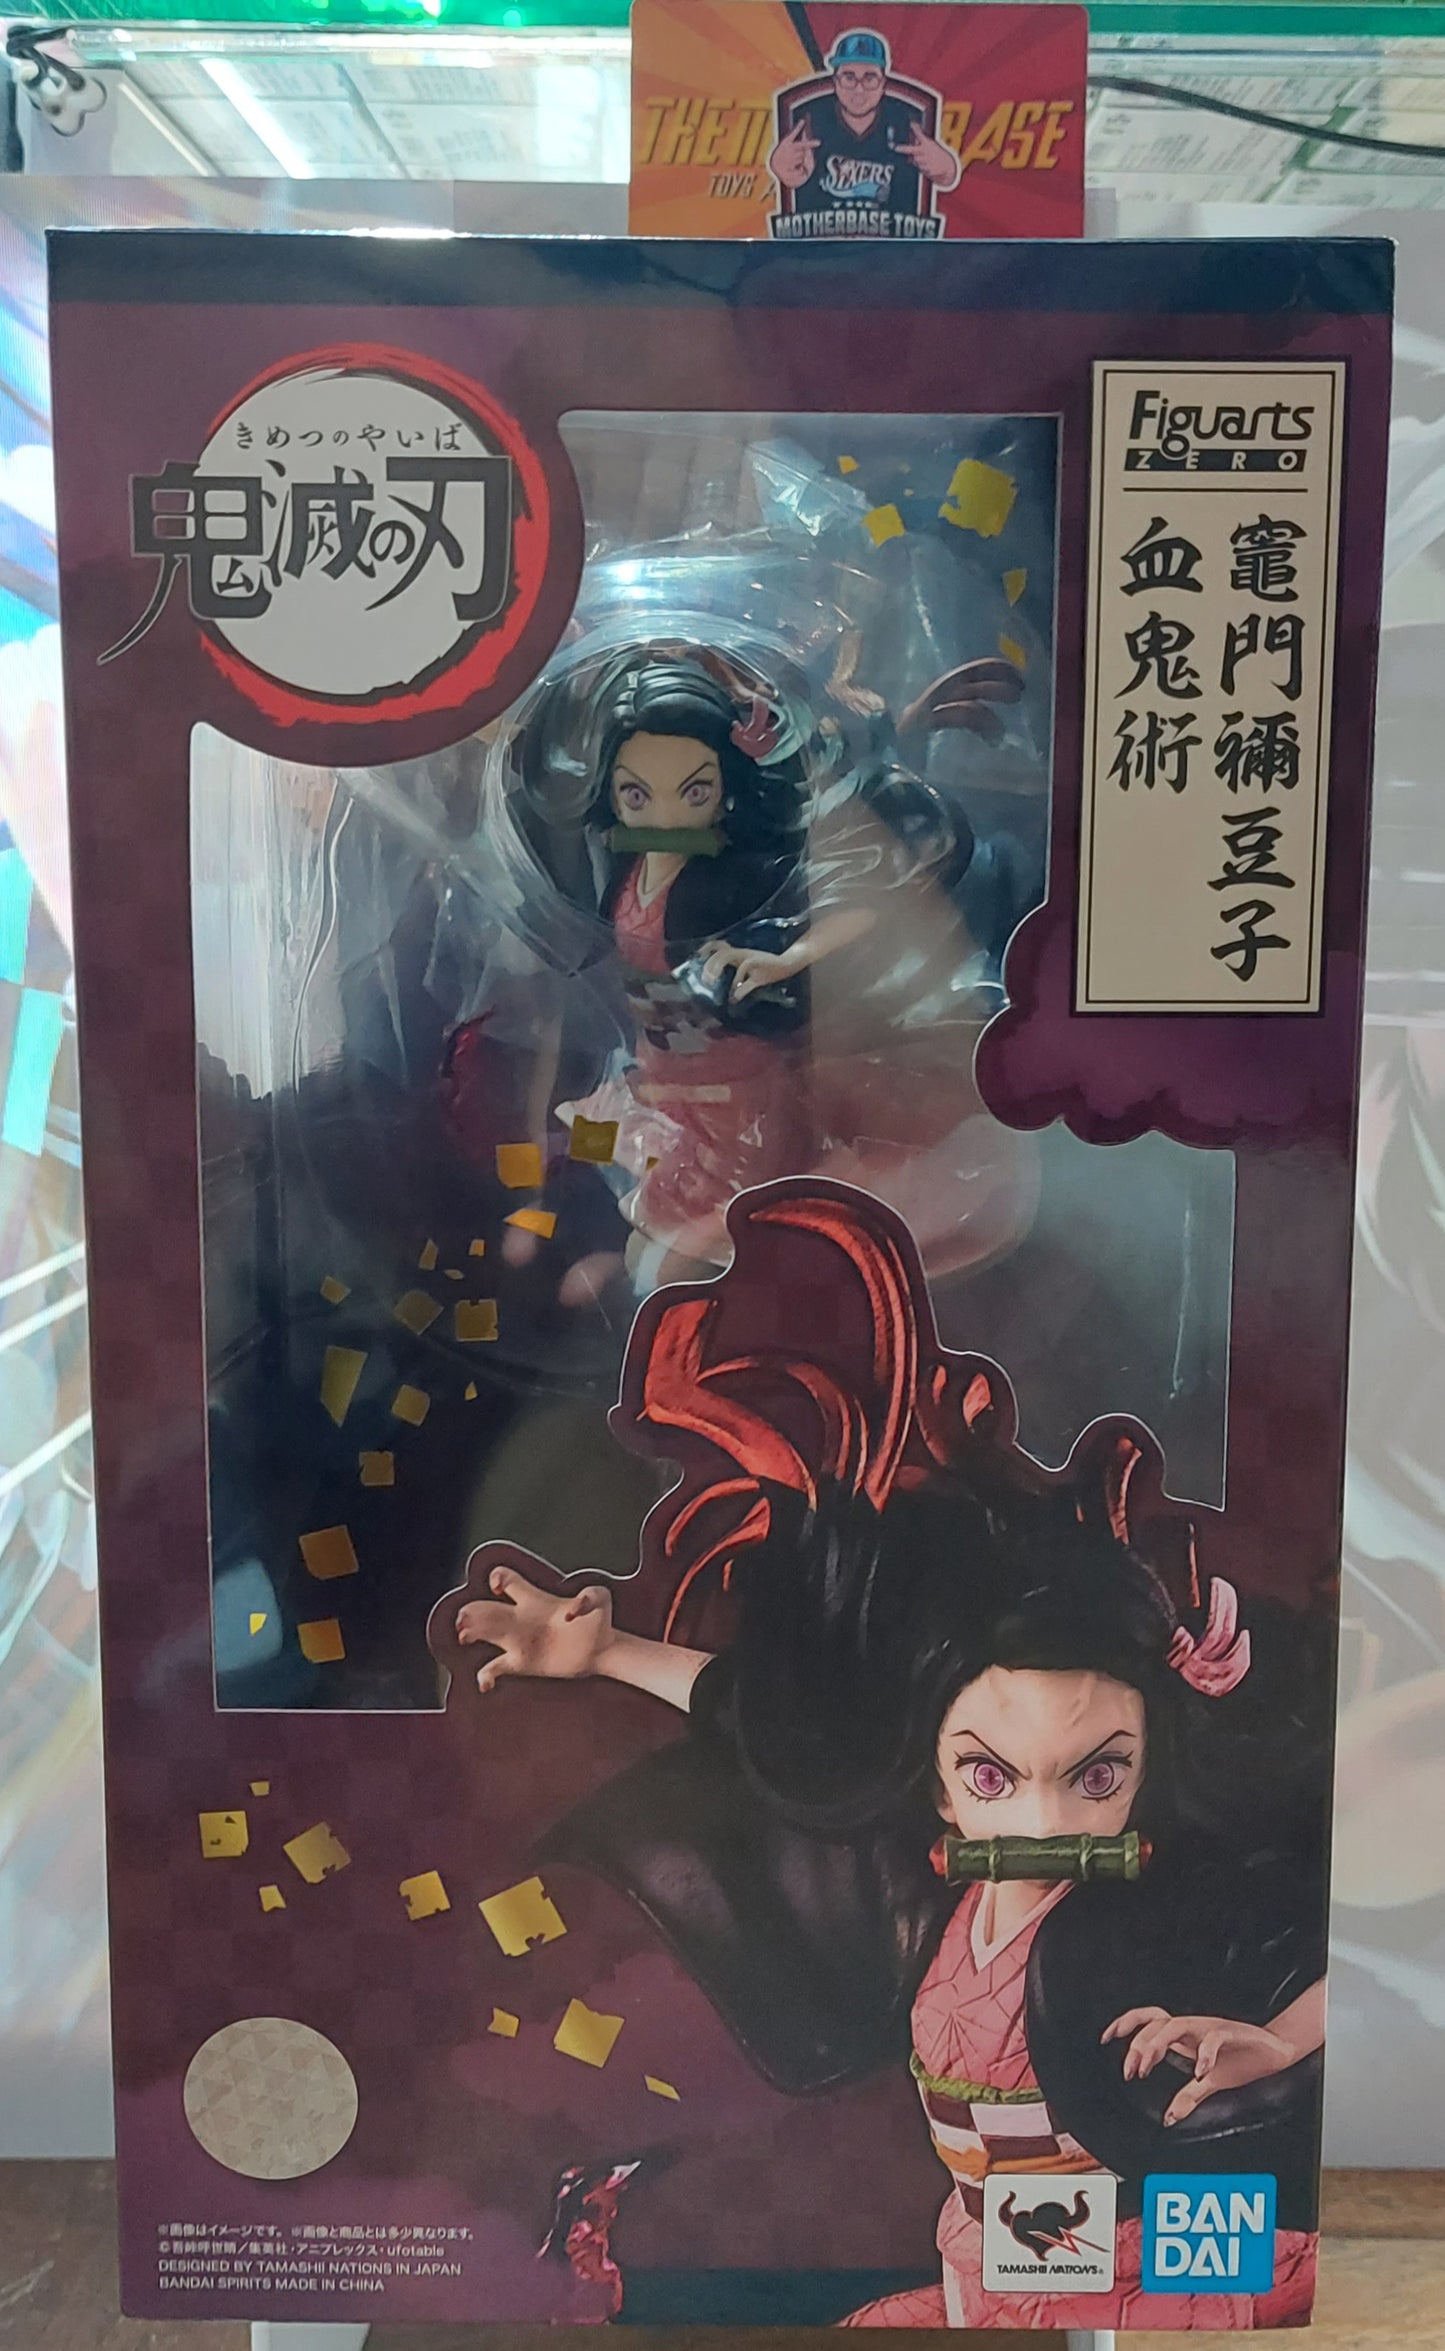 THE M BASE
TOYS A
SIXERS
THE
MOTHERBASE TOYS
きめつのやいば
鬼滅の刃
Figuarts
ZERO
竈門禰豆子
血鬼術
※画像はイメージです。※画像と商品とは多少異なります。
©吾峠呼世晴／集英社・アニプレックス・ufotable
DESIGNED BY TAMASHII NATIONS IN JAPAN
BANDAI SPIRITS MADE IN CHINA
TAMASHII NATIONS®
BAN
DAI